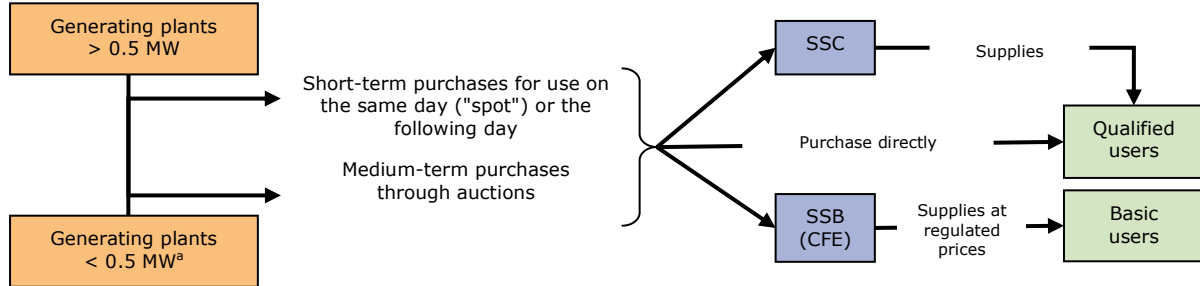 Generating plants
> 0.5 MW
Short-term purchases for use on
the same day ("spot") or the
following day
Medium-term purchases
through auctions
Generating plants
< 0.5 MWᵃ
SSC
Supplies
Purchase directly
Qualified
users
SSB
(CFE)
Supplies at
regulated
prices
Basic
users